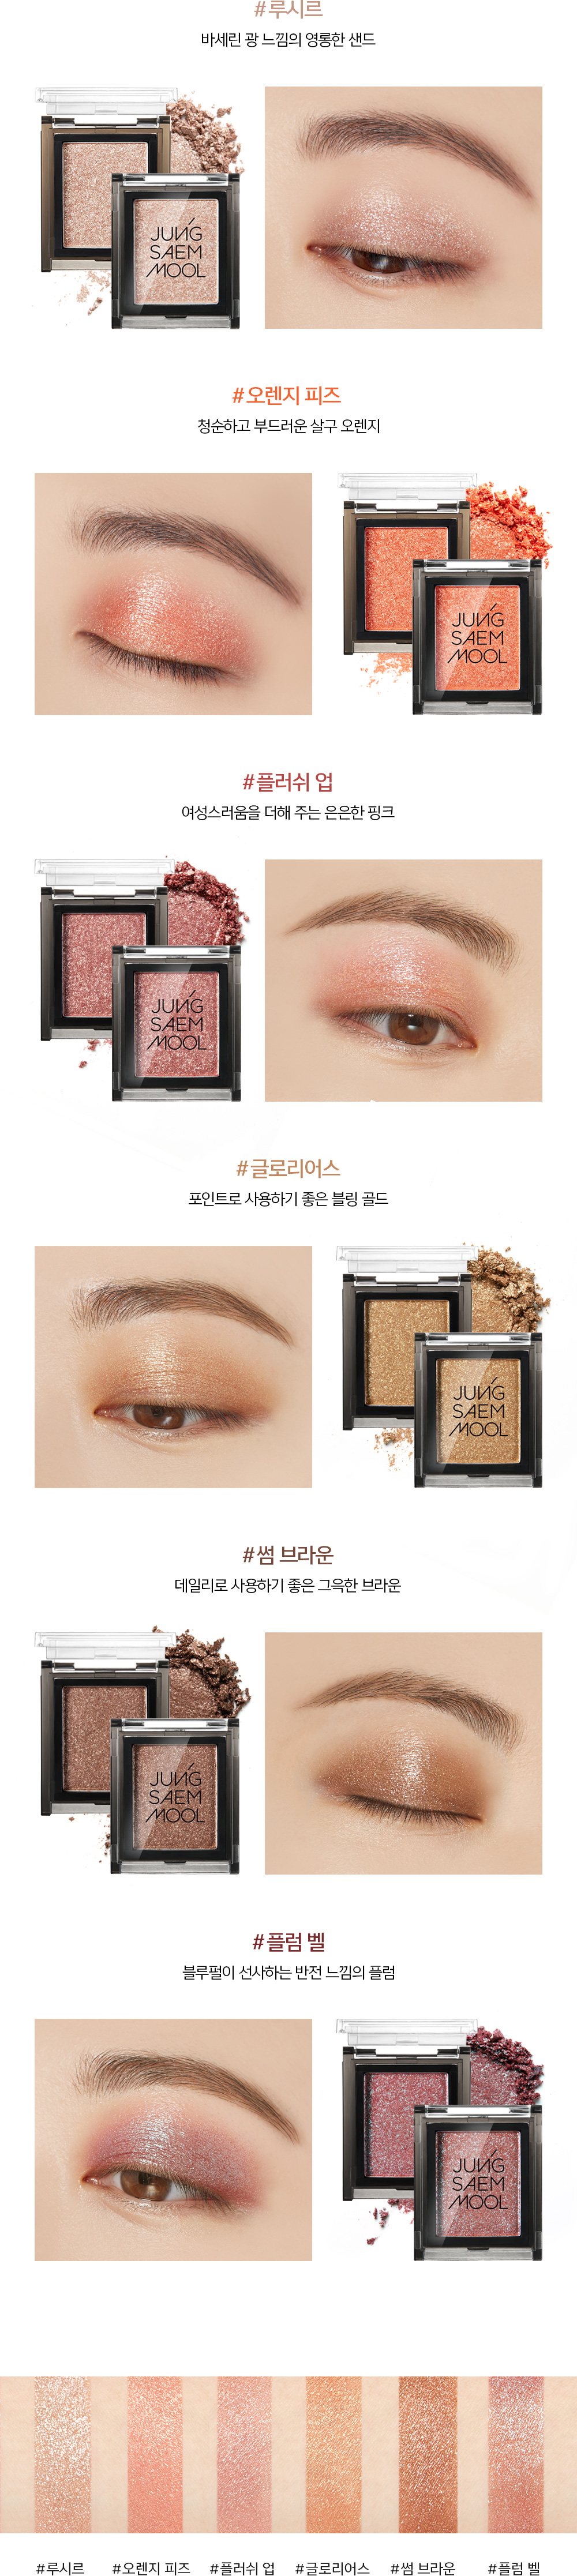 #루시르
바세린 광 느낌의 영롱한 샌드
JUNG
SAEM
MOOL
#오렌지 피즈
청순하고 부드러운 살구 오렌지
JUNG
SAEM
MOOL
#플러쉬 업
여성스러움을 더해 주는 은은한 핑크
JUNG
SAEM
MOOL
#글로리어스
포인트로 사용하기 좋은 블링 골드
JUNG
SAEM
MOOL
#썸 브라운
데일리로 사용하기 좋은 그윽한 브라운
JUNG
SAEM
MOOL
#플럼 벨
블루펄이 선사하는 반전 느낌의 플럼
JUNG
SAEM
MOOL
#루시르 #오렌지 피즈 #플러쉬 업 #글로리어스 #썸 브라운 #플럼 벨